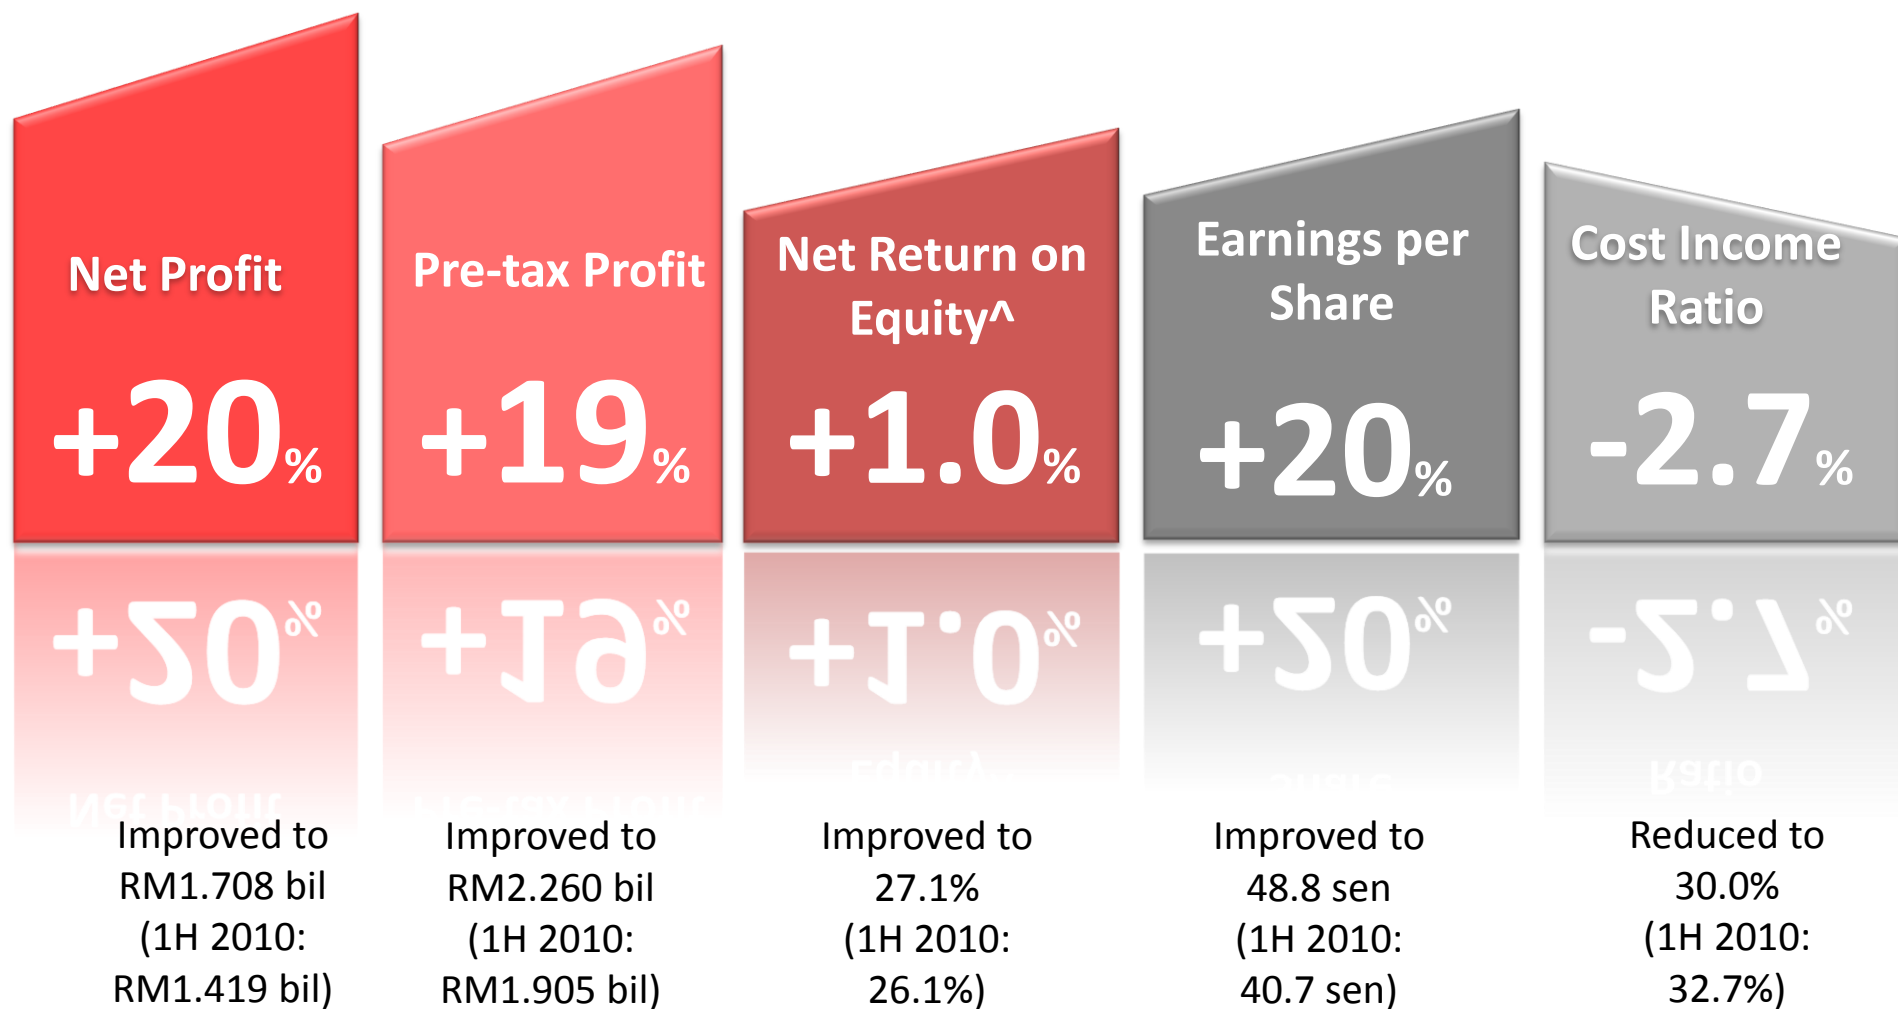 Net Profit
+20%
Improved to
RM1.708 bil
(1H 2010:
RM1.419 bil)
Pre-tax Profit
+19%
Improved to
RM2.260 bil
(1H 2010:
RM1.905 bil)
Net Return on
Equity^
+1.0%
Improved to
27.1%
(1H 2010:
26.1%)
Earnings per
Share
+20%
Improved to
48.8 sen
(1H 2010:
40.7 sen)
Cost Income
Ratio
-2.7%
Reduced to
30.0%
(1H 2010:
32.7%)